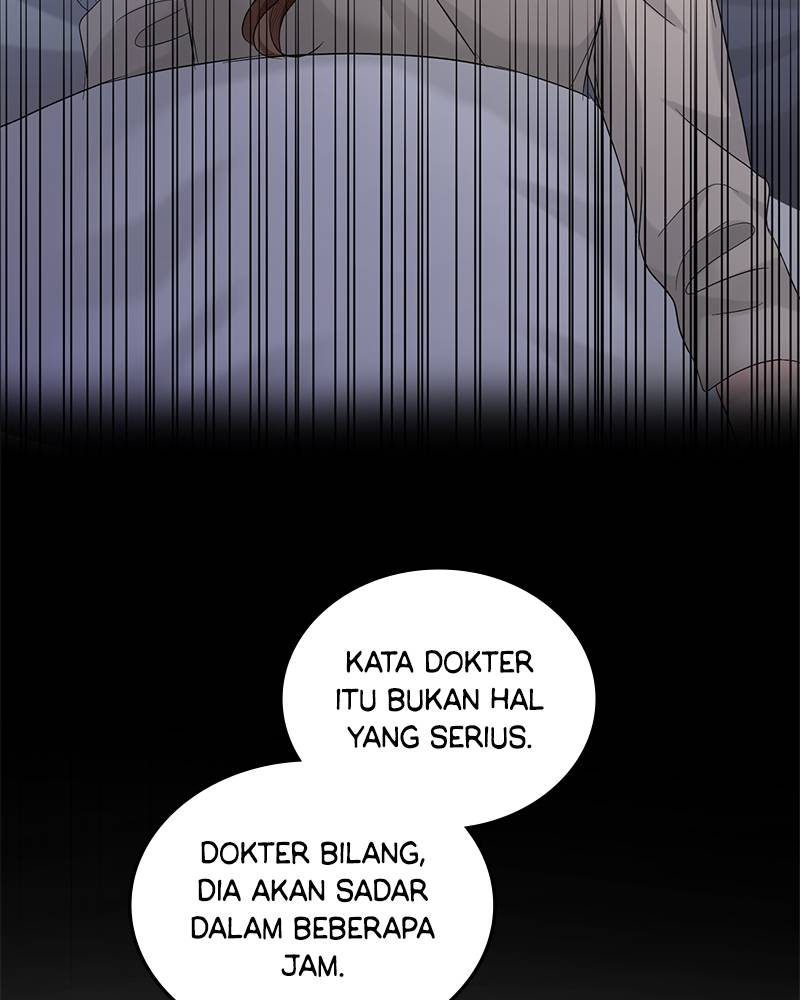 KATA DOKTER
ITU BUKAN HAL
YANG SERIUS.
DOKTER BILANG,
DIA AKAN SADAR
DALAM BEBERAPA
JAM.